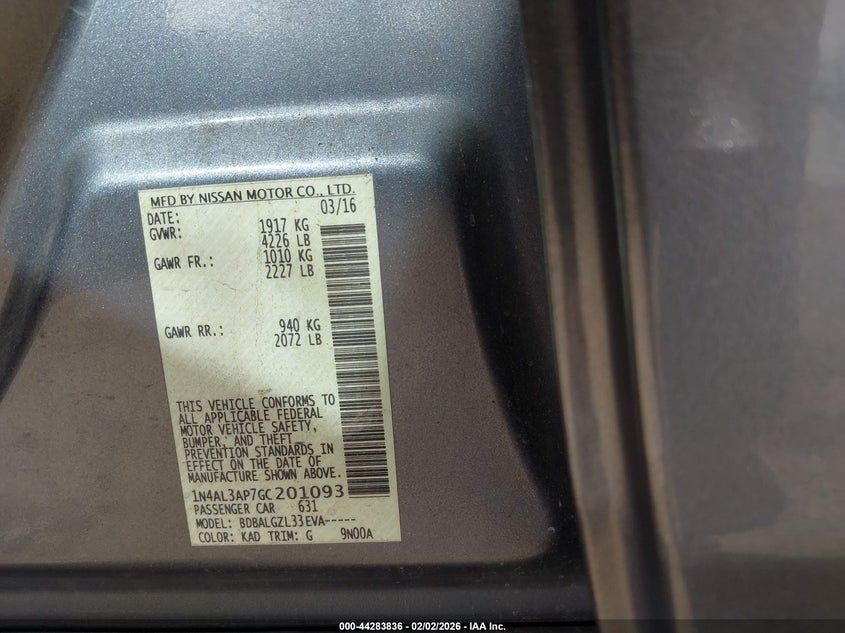 MFD BY NISSAN MOTOR CO., LTD.
DATE: 03/16
GVWR: 1917 KG
4226 LB
GAWR FR.: 1010 KG
2227 LB
GAWR RR.: 940 KG
2072 LB
THIS VEHICLE CONFORMS TO
ALL APPLICABLE FEDERAL
MOTOR VEHICLE SAFETY,
BUMPER, AND THEFT
PREVENTION STANDARDS IN
EFFECT ON THE DATE OF
MANUFACTURE SHOWN ABOVE.
1N4AL3AP7GC201093
PASSENGER CAR 631
MODEL: BDBALGZL33EVA-----
COLOR: KAD TRIM: G 9N00A
000-44283836 - 02/02/2026 - IAA Inc.